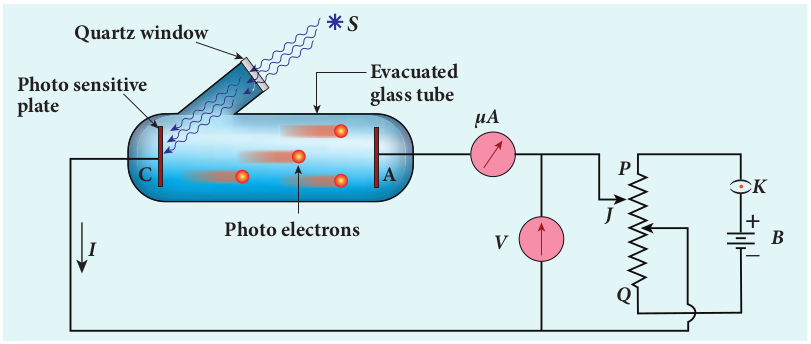 S
Quartz window
Photo sensitive
plate
Evacuated
glass tube
μA
C
A
P
K
J
Photo electrons
V
+
B
−
I
Q